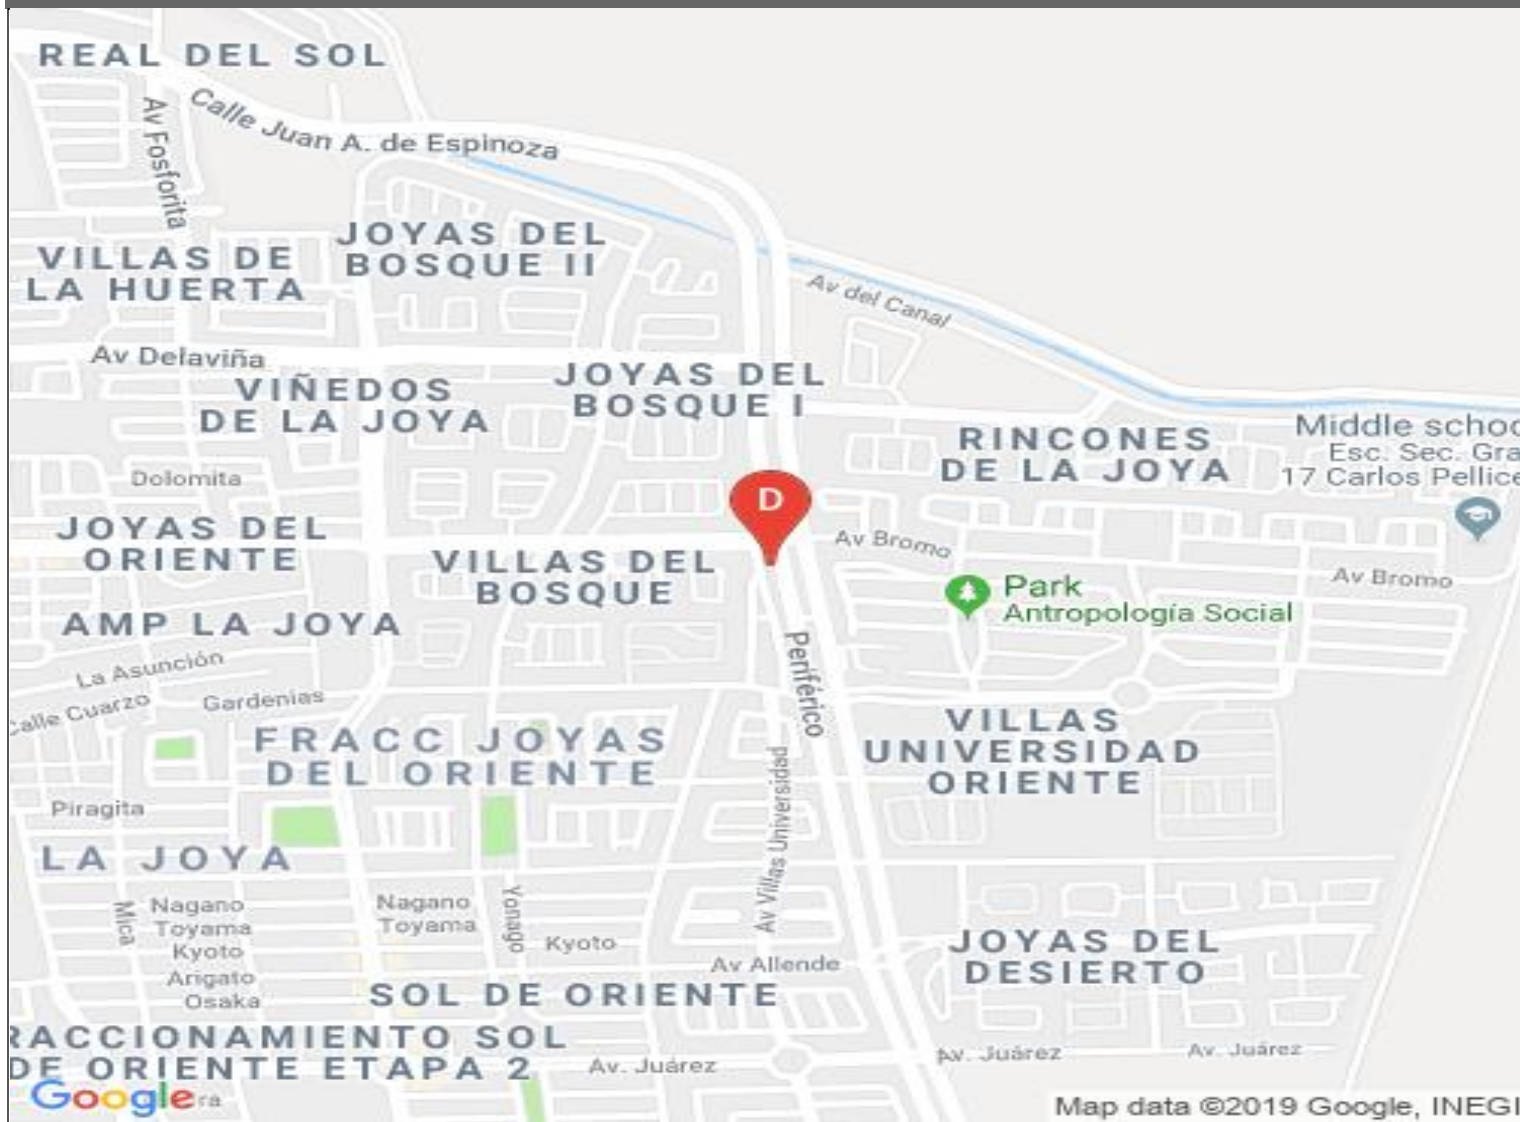 REAL DEL SOL
Av Fosforita
Calle Juan A. de Espinoza
JOYAS DEL
BOSQUE II
VILLAS DE
LA HUERTA
Av del Canal
Av Delaviña
VIÑEDOS
DE LA JOYA
JOYAS DEL
BOSQUE I
RINCONES
DE LA JOYA
Middle schoo
Esc. Sec. Gra
17 Carlos Pellice
Dolomita
D
JOYAS DEL
ORIENTE
VILLAS DEL
BOSQUE
Av Bromo
Av Bromo
Park
Antropología Social
AMP LA JOYA
La Asunción
Calle Cuarzo
Gardenias
Periférico
FRACC JOYAS
DEL ORIENTE
VILLAS
UNIVERSIDAD
ORIENTE
Av Villas Universidad
Piragita
LA JOYA
Mica
Nagano
Toyama
Kyoto
Arigato
Osaka
Nagano
Toyama
Yonago
Kyoto
Av Allende
JOYAS DEL
DESIERTO
SOL DE ORIENTE
RACCIONAMIENTO SOL
DE ORIENTE ETAPA 2
Av. Juárez
Av. Juárez
Av. Juárez
Google
ra
Map data ©2019 Google, INEGI